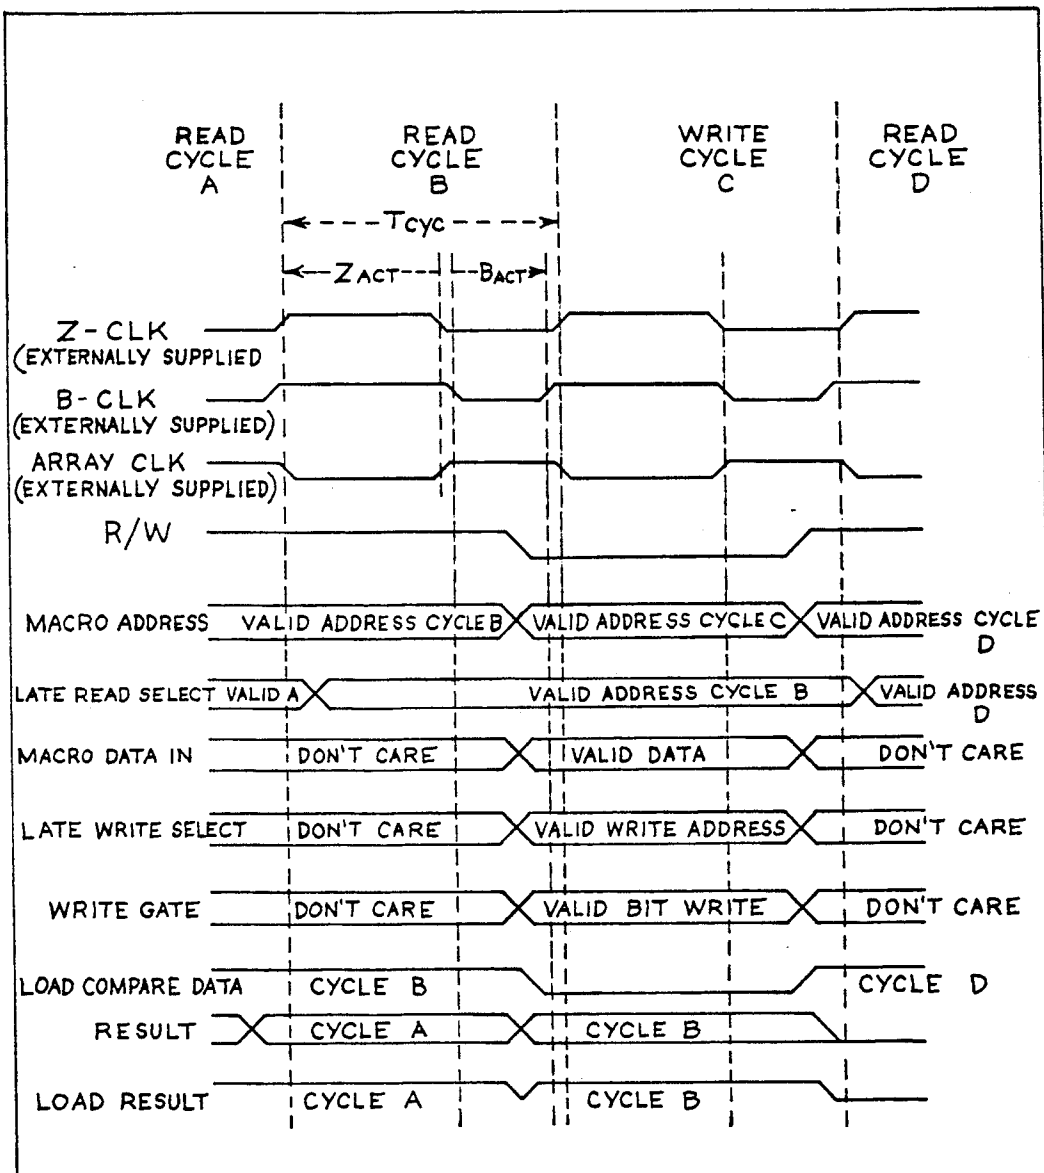 READ CYCLE A
READ CYCLE B
WRITE CYCLE C
READ CYCLE D
TCYC
ZACT
BACT
Z-CLK
(EXTERNALLY SUPPLIED
B-CLK
(EXTERNALLY SUPPLIED)
ARRAY CLK
(EXTERNALLY SUPPLIED)
R/W
MACRO ADDRESS VALID ADDRESS CYCLE B VALID ADDRESS CYCLE C VALID ADDRESS CYCLE D
LATE READ SELECT VALID A VALID ADDRESS CYCLE B VALID ADDRESS D
MACRO DATA IN DON'T CARE VALID DATA DON'T CARE
LATE WRITE SELECT DON'T CARE VALID WRITE ADDRESS DON'T CARE
WRITE GATE DON'T CARE VALID BIT WRITE DON'T CARE
LOAD COMPARE DATA CYCLE B CYCLE D
RESULT CYCLE A CYCLE B
LOAD RESULT CYCLE A CYCLE B